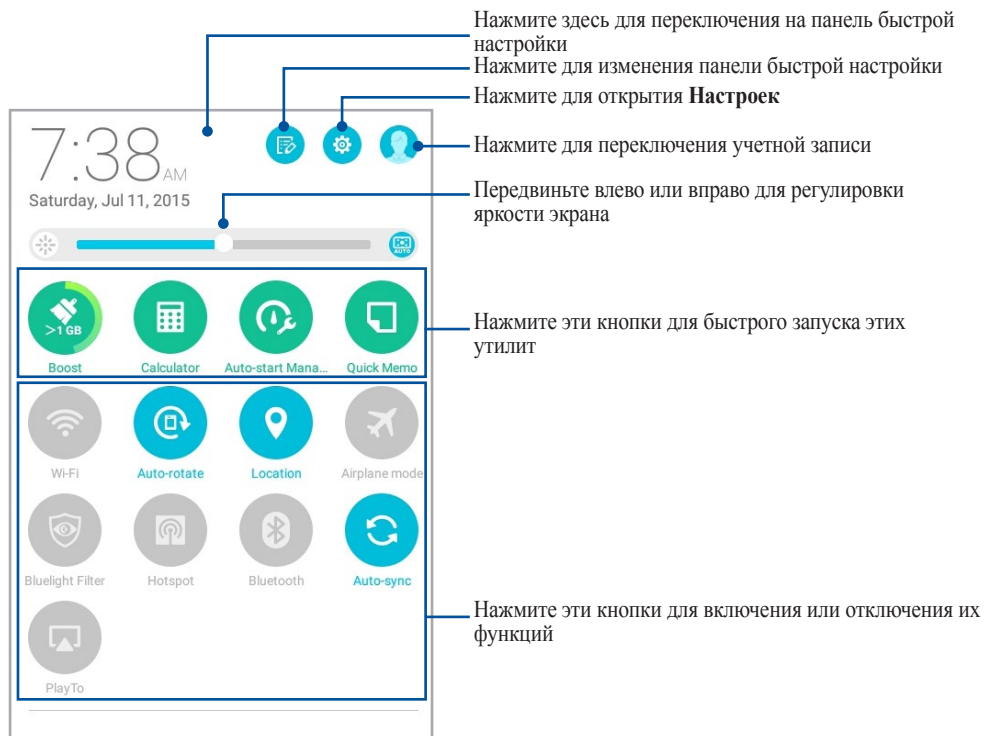 Нажмите здесь для переключения на панель быстрой
настройки
Нажмите для изменения панели быстрой настройки
Нажмите для открытия Настроек
7:38 AM
Нажмите для переключения учетной записи
Saturday, Jul 11, 2015
Передвиньте влево или вправо для регулировки
яркости экрана
AUTO
>1 GB
Boost
Calculator
Auto-start Mana...
Quick Memo
Нажмите эти кнопки для быстрого запуска этих
утилит
Wi-Fi
Auto-rotate
Location
Airplane mode
Bluelight Filter
Hotspot
Bluetooth
Auto-sync
Нажмите эти кнопки для включения или отключения их
функций
PlayTo